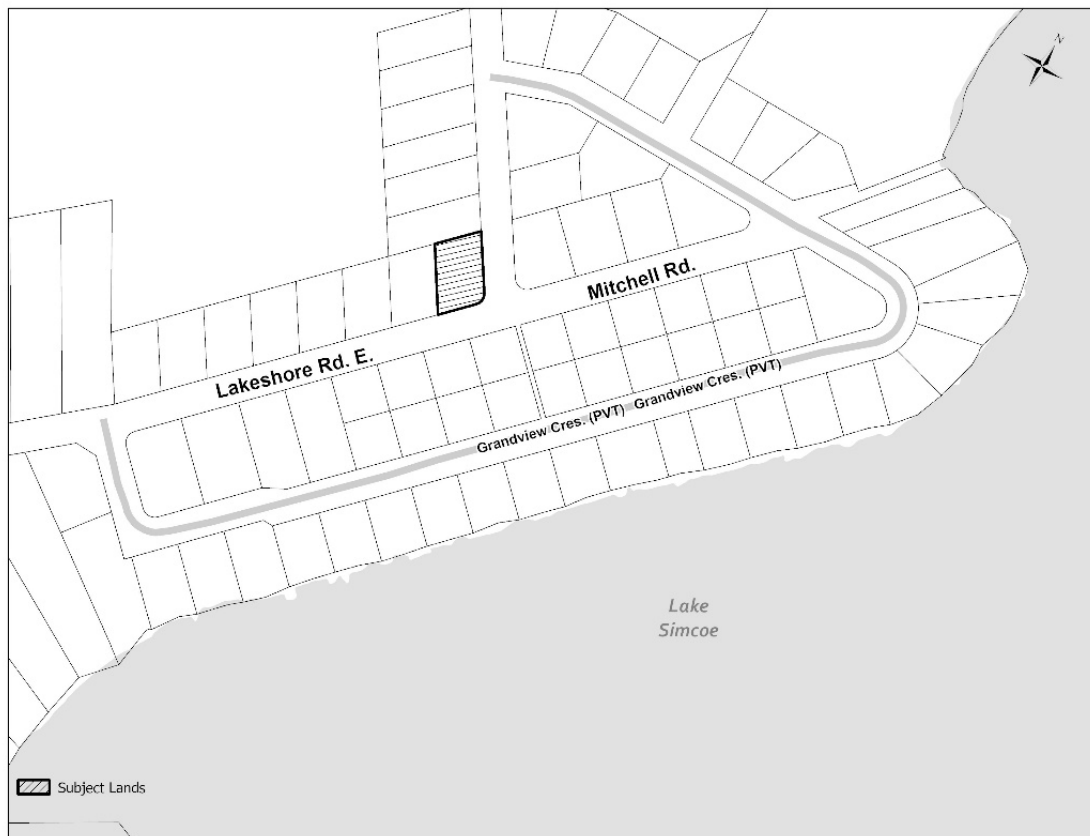 N
Mitchell Rd.
Lakeshore Rd. E.
Grandview Cres. (PVT)
Grandview Cres. (PVT)
Lake
Simcoe
Subject Lands